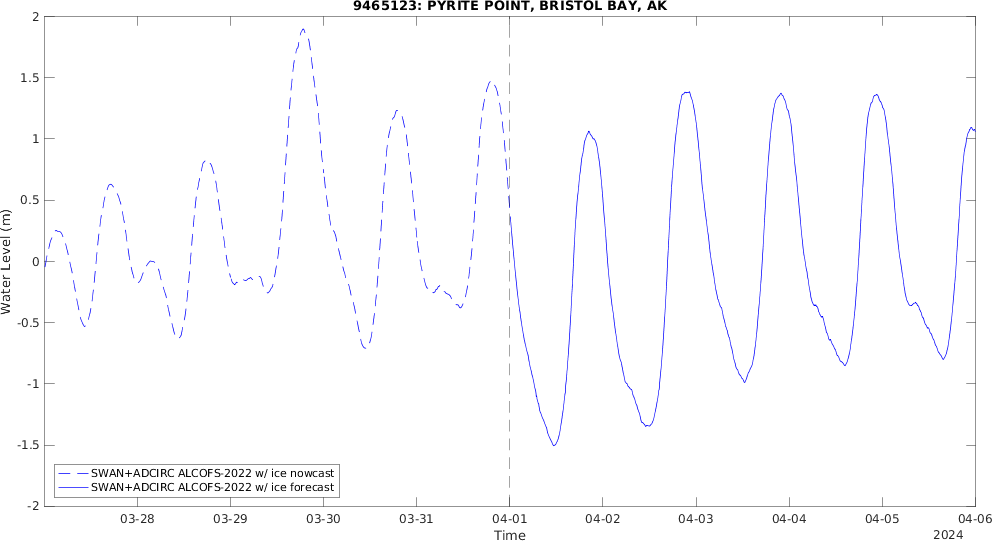 9465123: PYRITE POINT, BRISTOL BAY, AK
2
1.5
1
0.5
0
-0.5
-1
-1.5
-2
Water Level (m)
SWAN+ADCIRC ALCOFS-2022 w/ ice nowcast
SWAN+ADCIRC ALCOFS-2022 w/ ice forecast
03-28 03-29 03-30 03-31 04-01 04-02 04-03 04-04 04-05 04-06
Time
2024